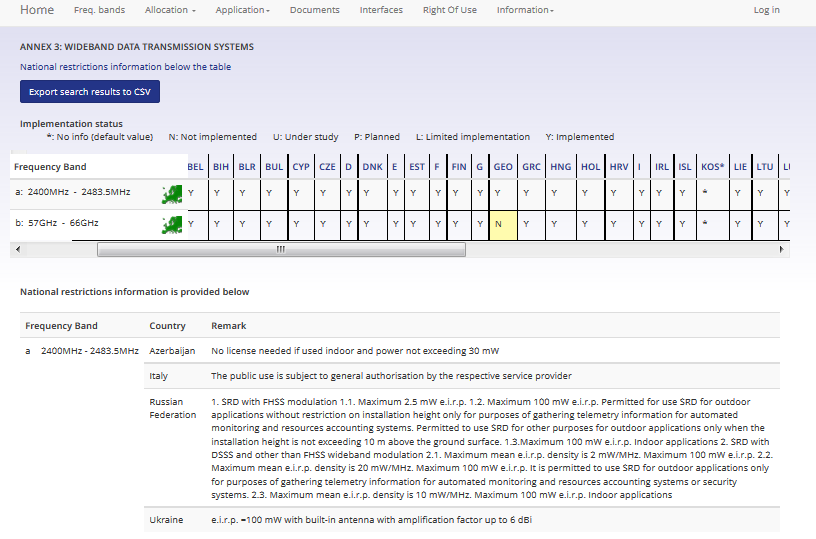 Home Freq. bands Allocation Application Documents Interfaces Right Of Use Information Log in
ANNEX 3: WIDEBAND DATA TRANSMISSION SYSTEMS
National restrictions information below the table
Export search results to CSV
Implementation status
*: No info (default value) N: Not implemented U: Under study P: Planned L: Limited implementation Y: Implemented
Frequency Band BEL BIH BLR BUL CYP CZE D DNK E EST F FIN G GEO GRC HNG HOL HRV I IRL ISL KOS* LIE LTU
a: 2400MHz - 2483.5MHz Y Y Y Y Y Y Y Y Y Y Y Y Y Y Y Y Y Y Y Y Y * Y Y Y
b: 57GHz - 66GHz Y Y Y Y Y Y Y Y Y Y Y Y Y N Y Y Y Y Y Y Y * Y Y Y
National restrictions information is provided below
Frequency Band Country Remark
a 2400MHz - 2483.5MHz Azerbaijan No license needed if used indoor and power not exceeding 30 mW
Italy The public use is subject to general authorisation by the respective service provider
Russian Federation 1. SRD with FHSS modulation 1.1. Maximum 2.5 mW e.i.r.p. 1.2. Maximum 100 mW e.i.r.p. Permitted for use SRD for outdoor
applications without restriction on installation height only for purposes of gathering telemetry information for automated
monitoring and resources accounting systems. Permitted to use SRD for other purposes for outdoor applications only when the
installation height is not exceeding 10 m above the ground surface. 1.3.Maximum 100 mW e.i.r.p. Indoor applications 2. SRD with
DSSS and other than FHSS wideband modulation 2.1. Maximum mean e.i.r.p. density is 2 mW/MHz. Maximum 100 mW e.i.r.p. 2.2.
Maximum mean e.i.r.p. density is 20 mW/MHz. Maximum 100 mW e.i.r.p. It is permitted to use SRD for outdoor applications only
for purposes of gathering telemetry information for automated monitoring and resources accounting systems or security
systems. 2.3. Maximum mean e.i.r.p. density is 10 mW/MHz. Maximum 100 mW e.i.r.p. Indoor applications
Ukraine e.i.r.p. =100 mW with built-in antenna with amplification factor up to 6 dBi